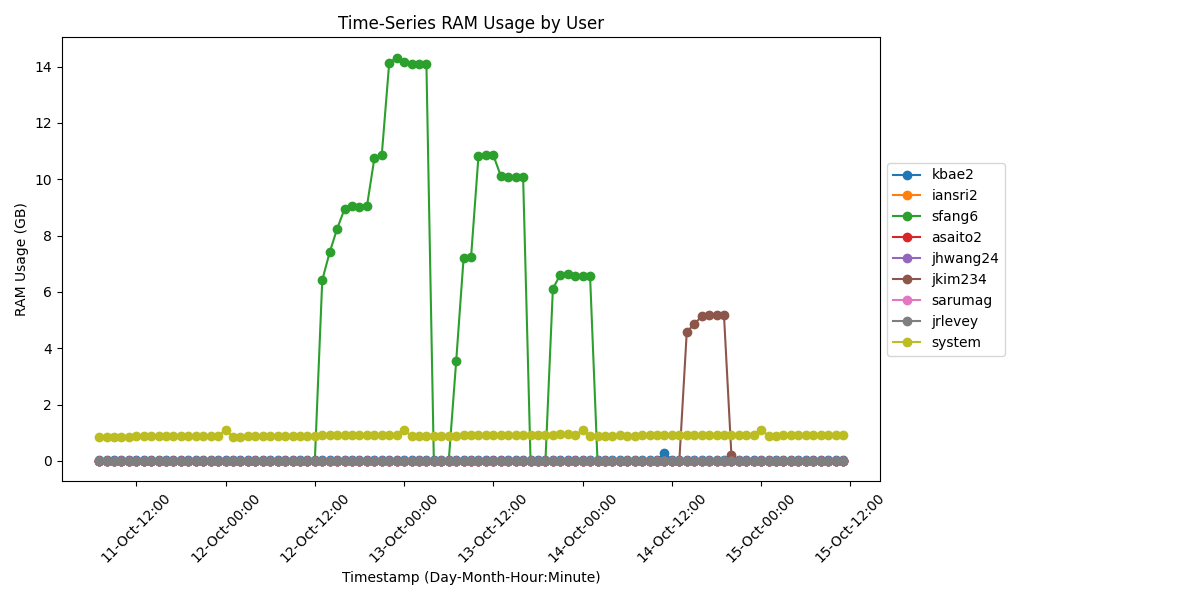 Time-Series RAM Usage by User
RAM Usage (GB)
14
12
10
8
6
4
2
0
11-Oct-12:00
12-Oct-00:00
12-Oct-12:00
13-Oct-00:00
13-Oct-12:00
14-Oct-00:00
14-Oct-12:00
15-Oct-00:00
15-Oct-12:00
Timestamp (Day-Month-Hour:Minute)
kbae2
iansri2
sfang6
asaito2
jhwang24
jkim234
sarumag
jrlevey
system